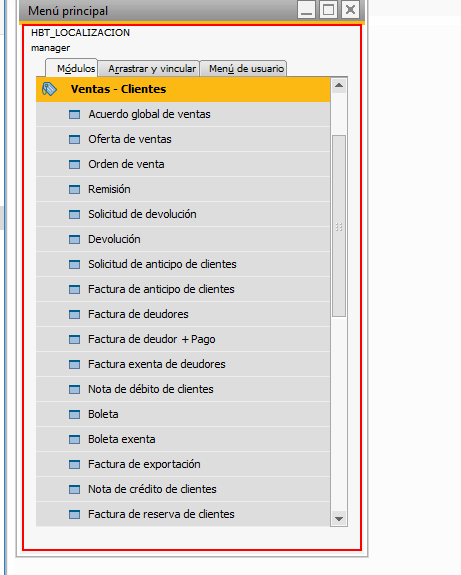 Menú principal
HBT_LOCALIZACION
manager
Módulos
Arrastrar y vincular
Menú de usuario
Ventas - Clientes
Acuerdo global de ventas
Oferta de ventas
Orden de venta
Remisión
Solicitud de devolución
Devolución
Solicitud de anticipo de clientes
Factura de anticipo de clientes
Factura de deudores
Factura de deudor + Pago
Factura exenta de deudores
Nota de débito de clientes
Boleta
Boleta exenta
Factura de exportación
Nota de crédito de clientes
Factura de reserva de clientes